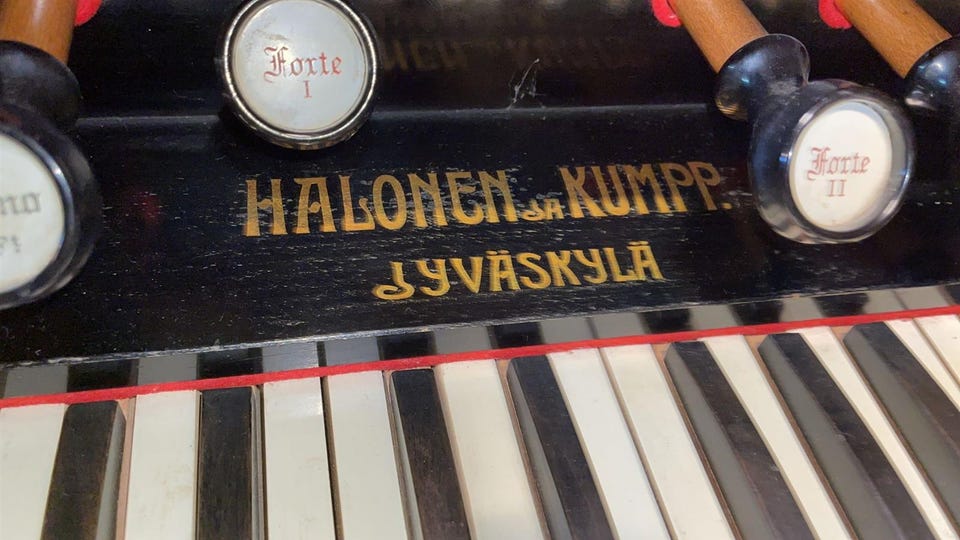 Forte
I
Forte
II
HALONEN JA KUMPP.
JYVÄSKYLÄ